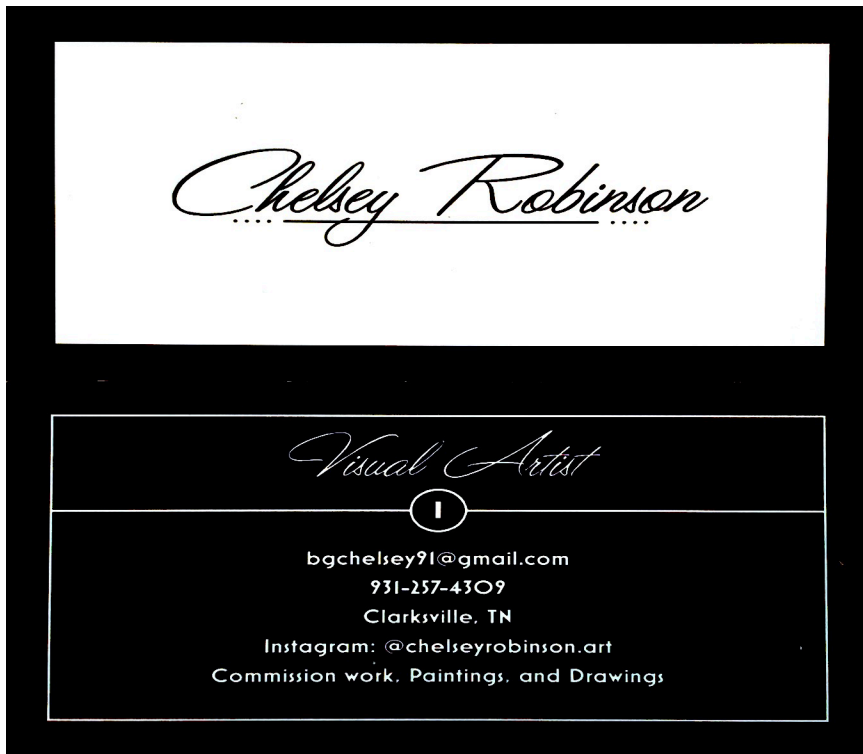 Chelsey Robinson
Visual Artist
I
bgchelsey91@gmail.com
931-257-4309
Clarksville, TN
Instagram: @chelseyrobinson.art
Commission work, Paintings, and Drawings